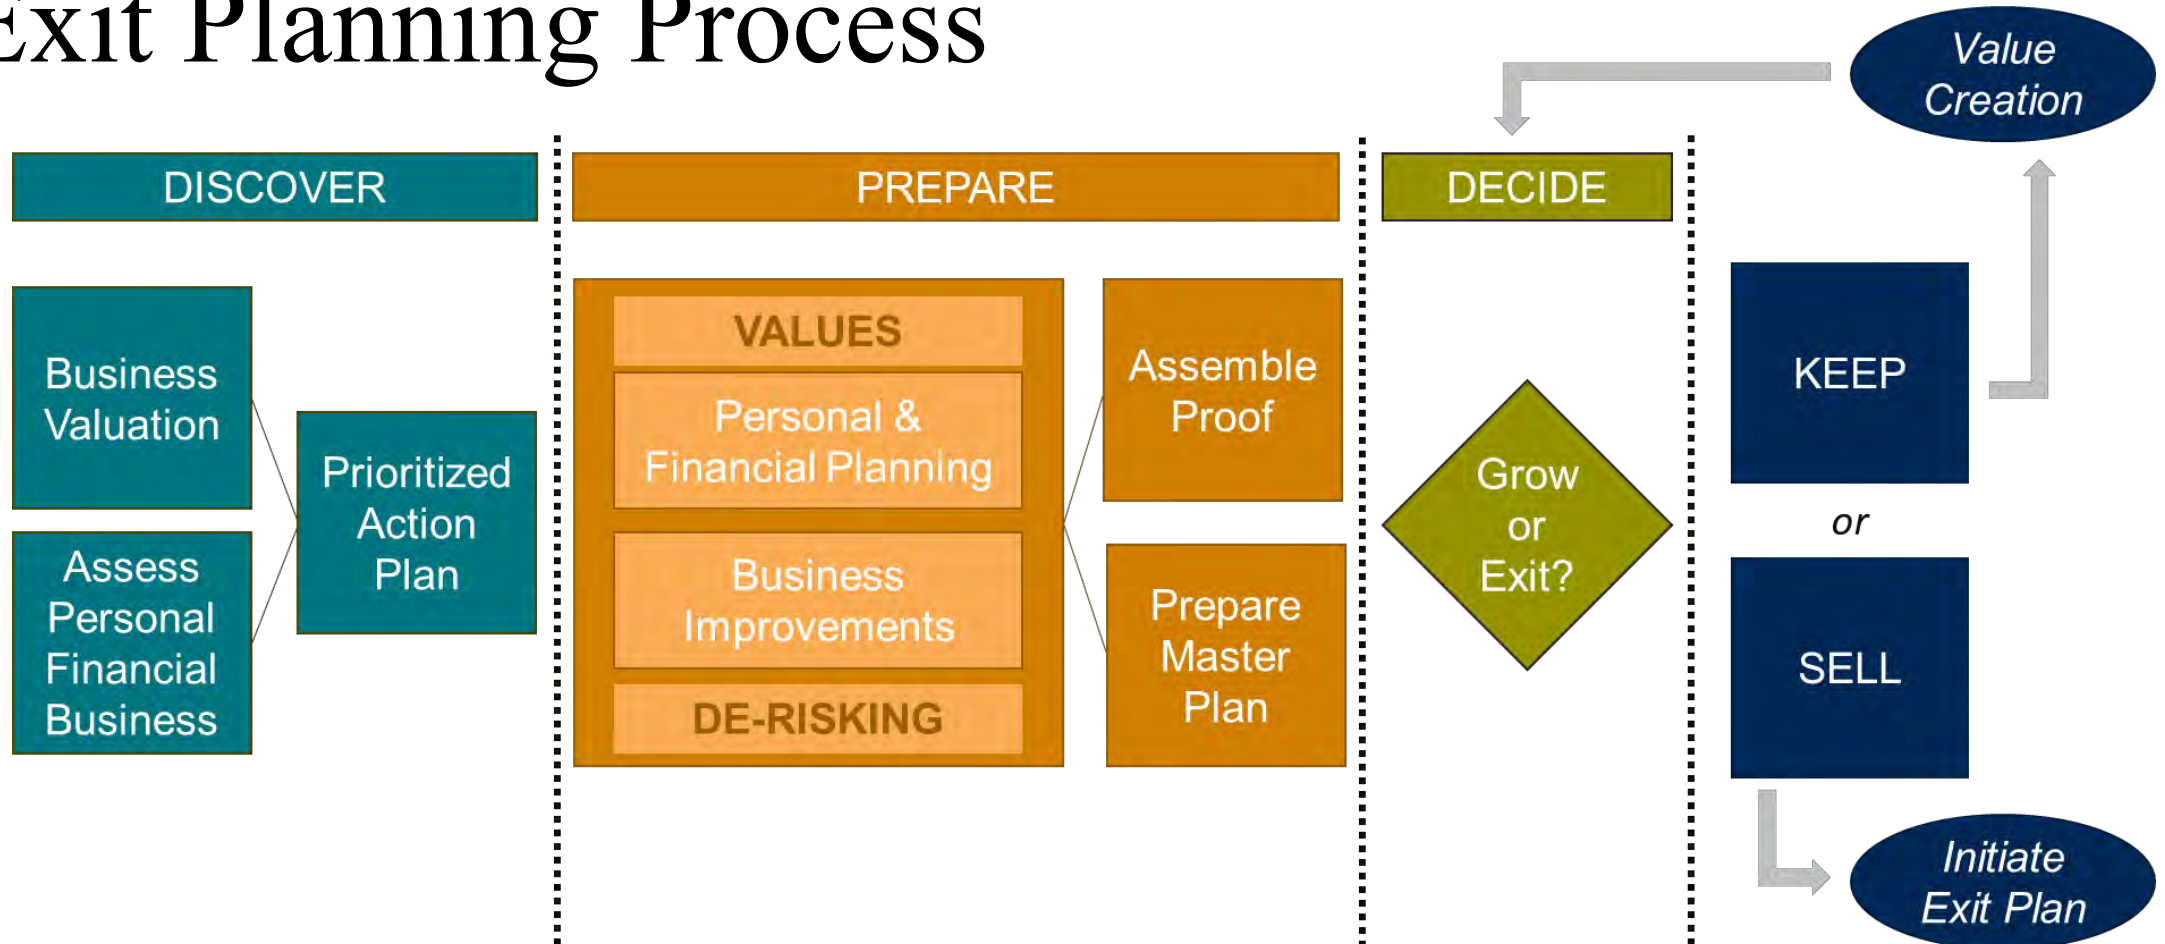 Exit Planning Process
Value
Creation
DISCOVER
PREPARE
DECIDE
Business
Valuation
Assess
Personal
Financial
Business
Prioritized
Action
Plan
VALUES
Personal &
Financial Planning
Business
Improvements
DE-RISKING
Assemble
Proof
Prepare
Master
Plan
Grow
or
Exit?
KEEP
or
SELL
Initiate
Exit Plan